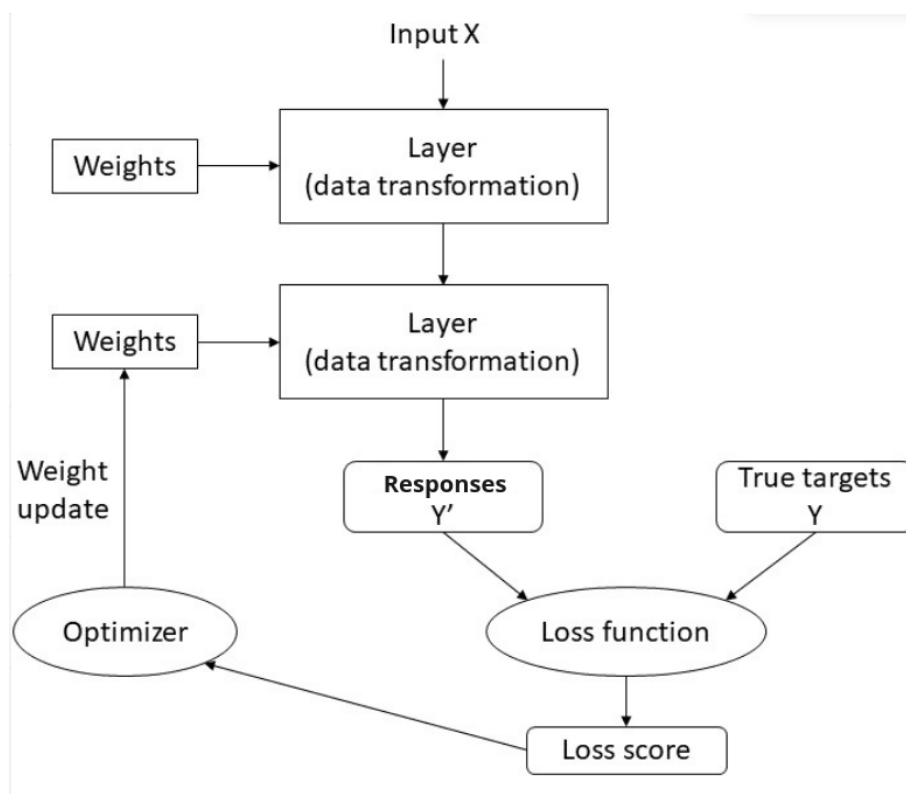 Input X
Weights
Layer
(data transformation)
Weights
Layer
(data transformation)
Weight
update
Responses
Y′
True targets
Y
Optimizer
Loss function
Loss score